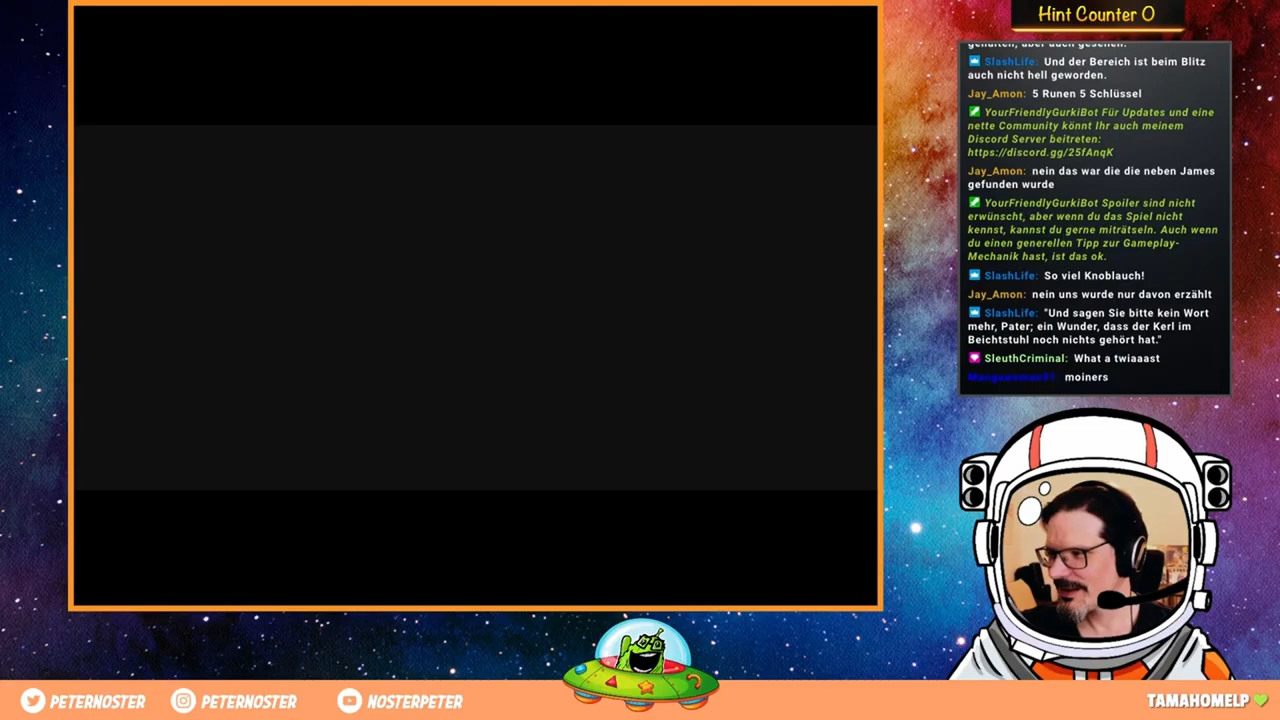 Hint Counter 0
SlashLife: Und der Bereich ist beim Blitz
auch nicht hell geworden.
Jay_Amon: 5 Runen 5 Schlüssel
YourFriendlyGurkiBot Für Updates und eine
nette Community könnt Ihr auch meinem
Discord Server beitreten:
https://discord.gg/25fAnqK
Jay_Amon: nein das war die die neben James
gefunden wurde
YourFriendlyGurkiBot Spoiler sind nicht
erwünscht, aber wenn du das Spiel nicht
kennst, kannst du gerne miträtseln. Auch wenn
du einen generellen Tipp zur Gameplay-
Mechanik hast, ist das ok.
SlashLife: So viel Knoblauch!
Jay_Amon: nein uns wurde nur davon erzählt
SlashLife: "Und sagen Sie bitte kein Wort
mehr, Pater; ein Wunder, dass der Kerl im
Beichtstuhl noch nichts gehört hat."
SleuthCriminal: What a twiaaast
moiners
PETERNOSTER
PETERNOSTER
NOSTERPETER
TAMAHOMELP